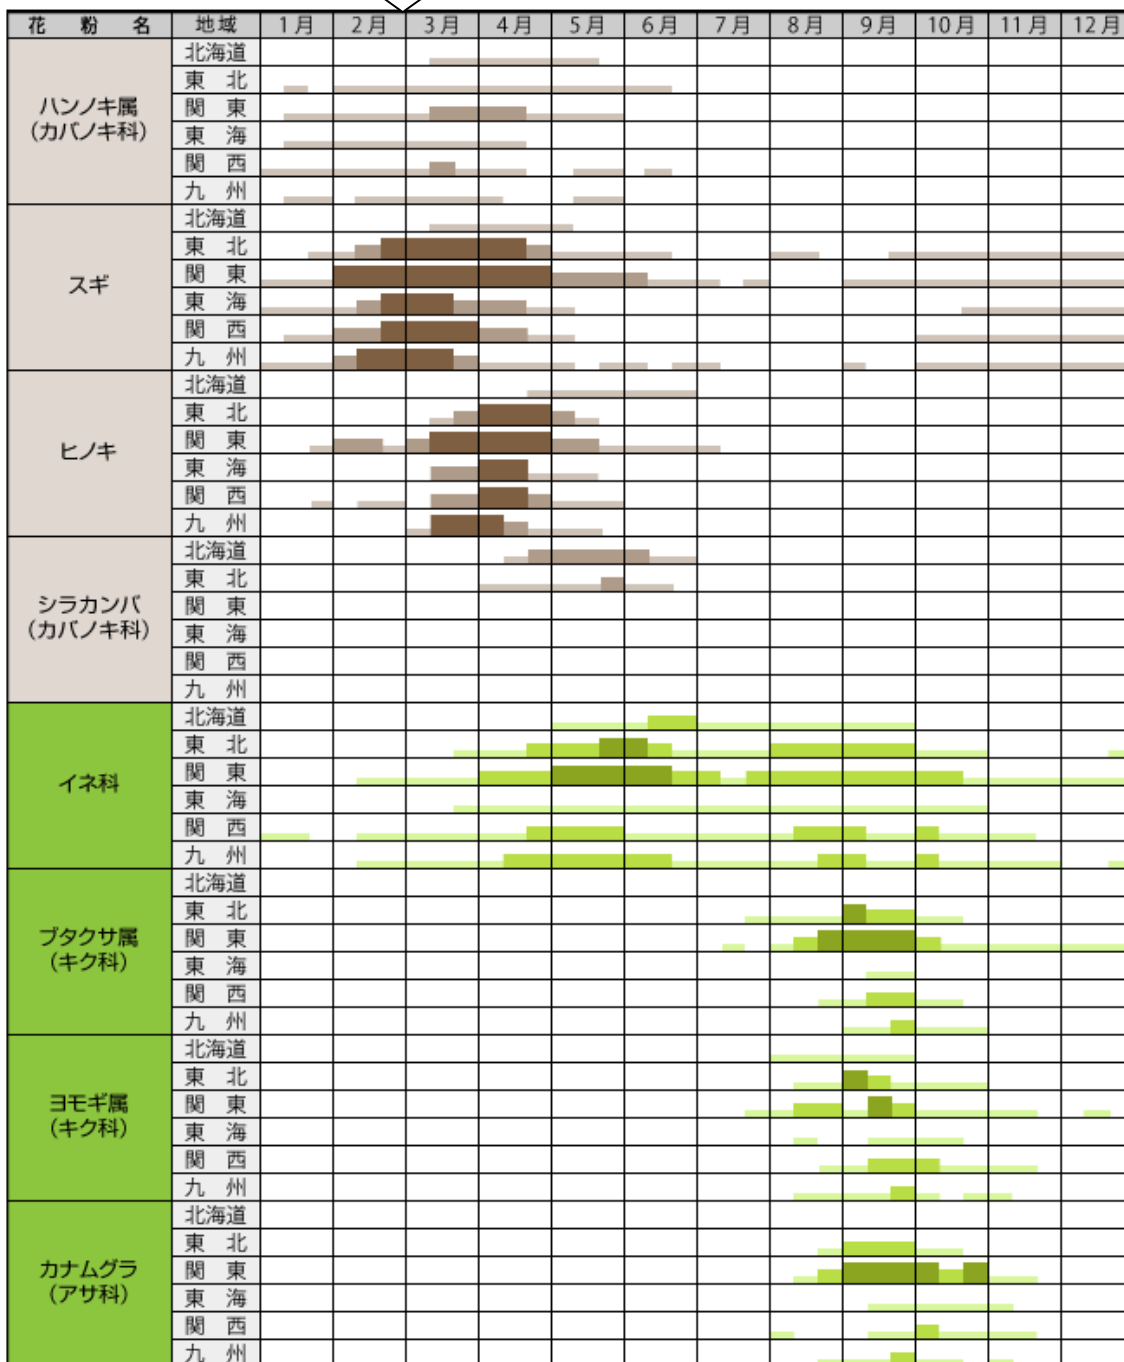 花 粉 名 地域 1月 2月 3月 4月 5月 6月 7月 8月 9月 10月 11月 12月
ハンノキ属
(カバノキ科)
北海道
東 北
関 東
東 海
関 西
九 州
スギ
北海道
東 北
関 東
東 海
関 西
九 州
ヒノキ
北海道
東 北
関 東
東 海
関 西
九 州
シラカンバ
(カバノキ科)
北海道
東 北
関 東
東 海
関 西
九 州
イネ科
北海道
東 北
関 東
東 海
関 西
九 州
ブタクサ属
(キク科)
北海道
東 北
関 東
東 海
関 西
九 州
ヨモギ属
(キク科)
北海道
東 北
関 東
東 海
関 西
九 州
カナムグラ
(アサ科)
北海道
東 北
関 東
東 海
関 西
九 州